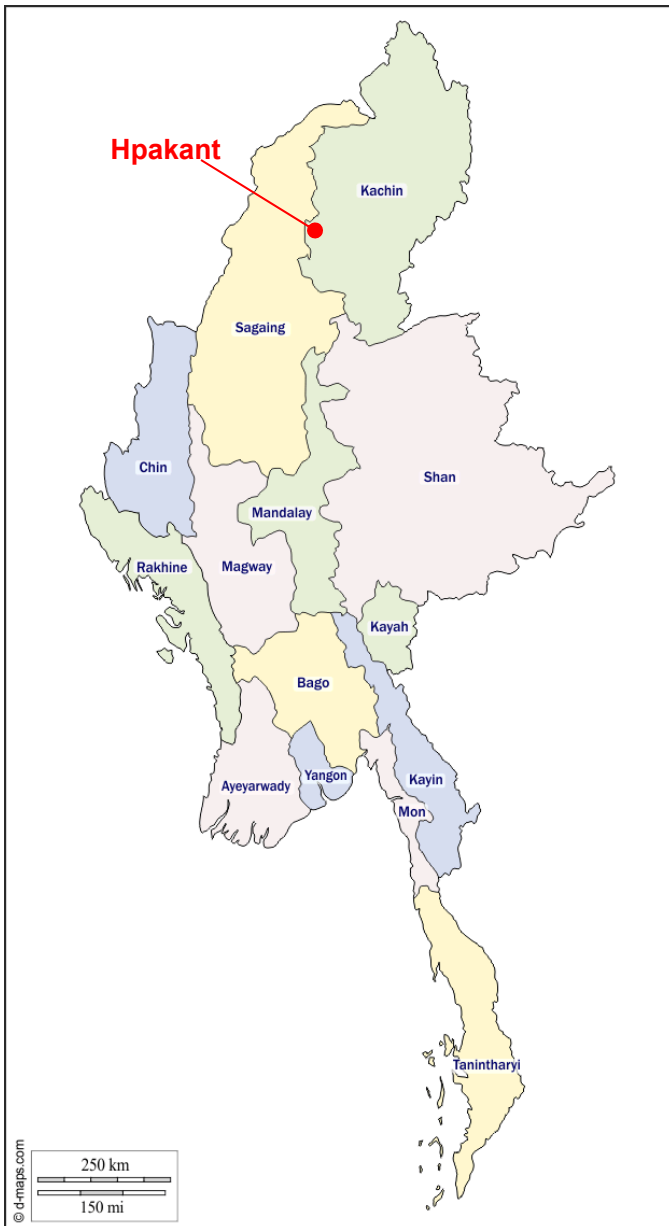 Hpakant
Kachin
Sagaing
Chin
Shan
Mandalay
Rakhine
Magway
Kayah
Bago
Yangon
Ayeyarwady
Kayin
Mon
Tanintharyi
250 km
150 mi
© d-maps.com